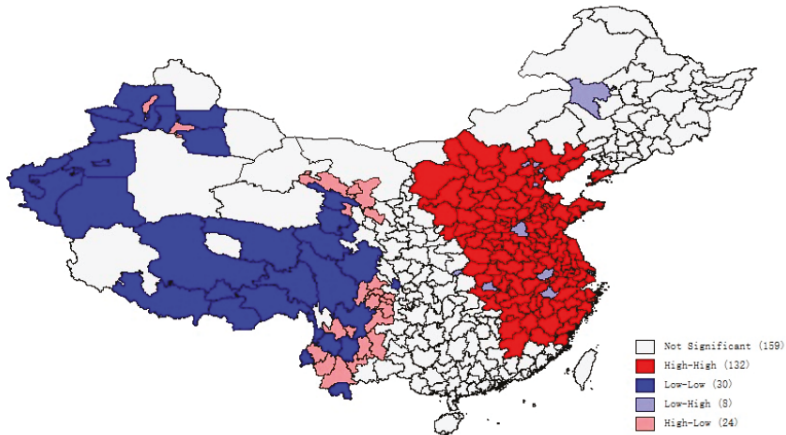 Not Significant (159)
High-High (132)
Low-Low (30)
Low-High (8)
High-Low (24)